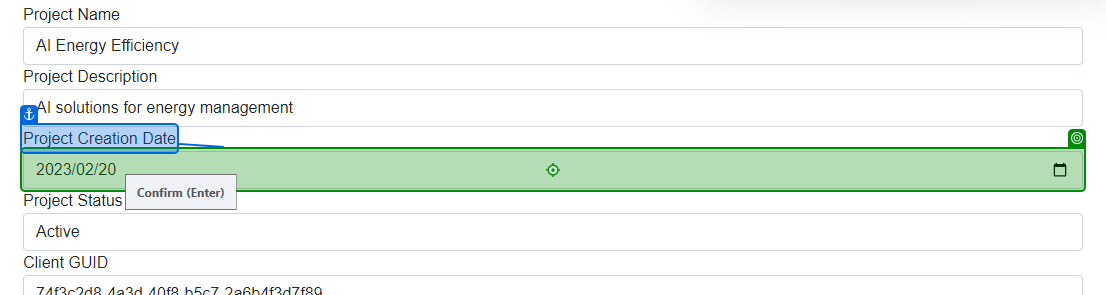 Project Name
AI Energy Efficiency
Project Description
AI solutions for energy management
Project Creation Date
2023/02/20
Confirm (Enter)
Project Status
Active
Client GUID
74f3c2d8-4a3d-40f8-b5c7-2a6b4f3d7f89